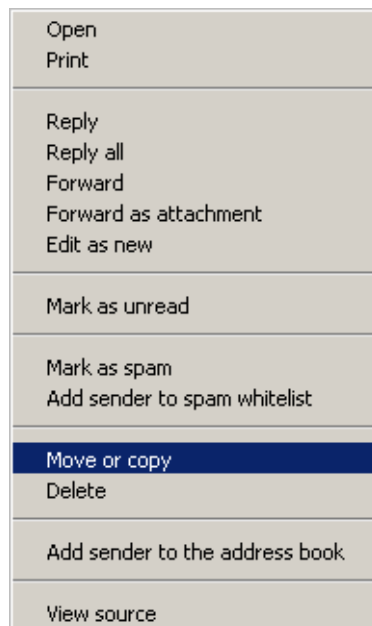 Open
Print
Reply
Reply all
Forward
Forward as attachment
Edit as new
Mark as unread
Mark as spam
Add sender to spam whitelist
Move or copy
Delete
Add sender to the address book
View source